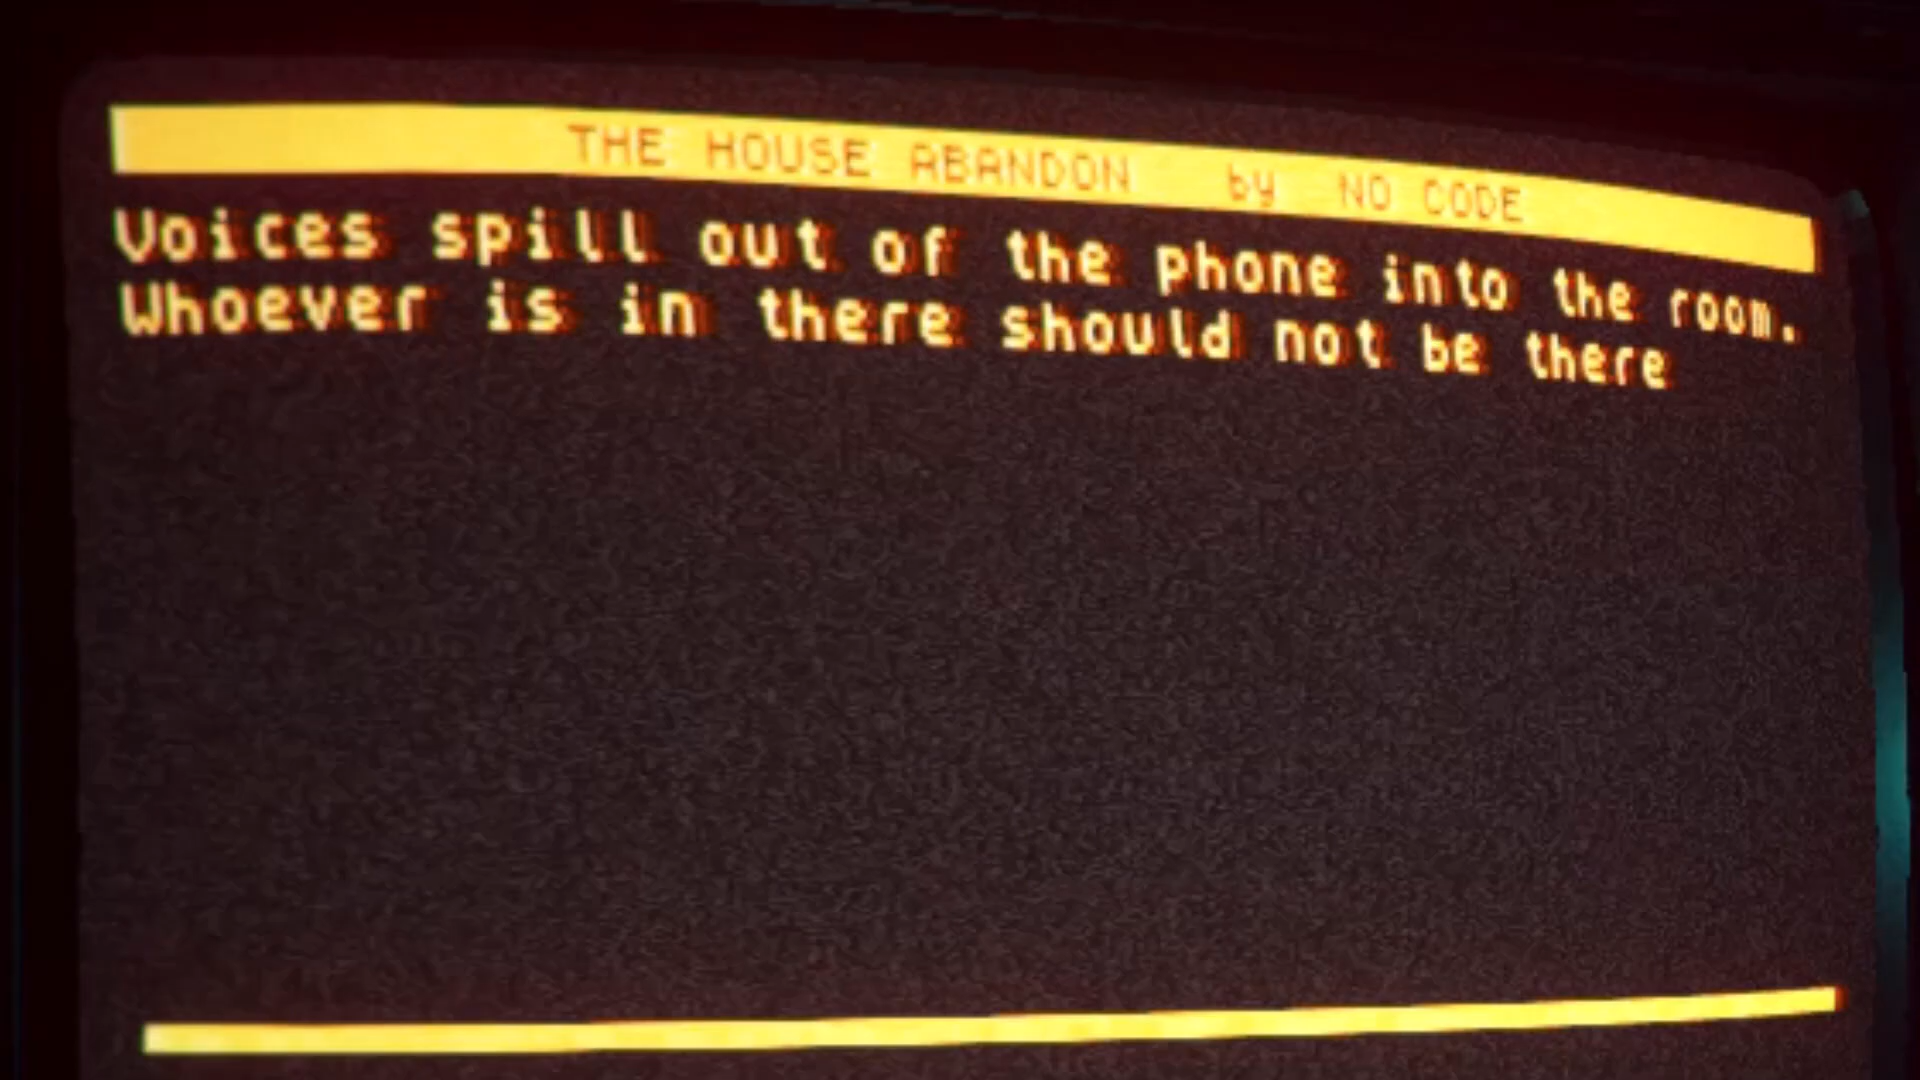 THE HOUSE ABANDON by NO CODE
Voices spill out of the phone into the room.
Whoever is in there should not be there